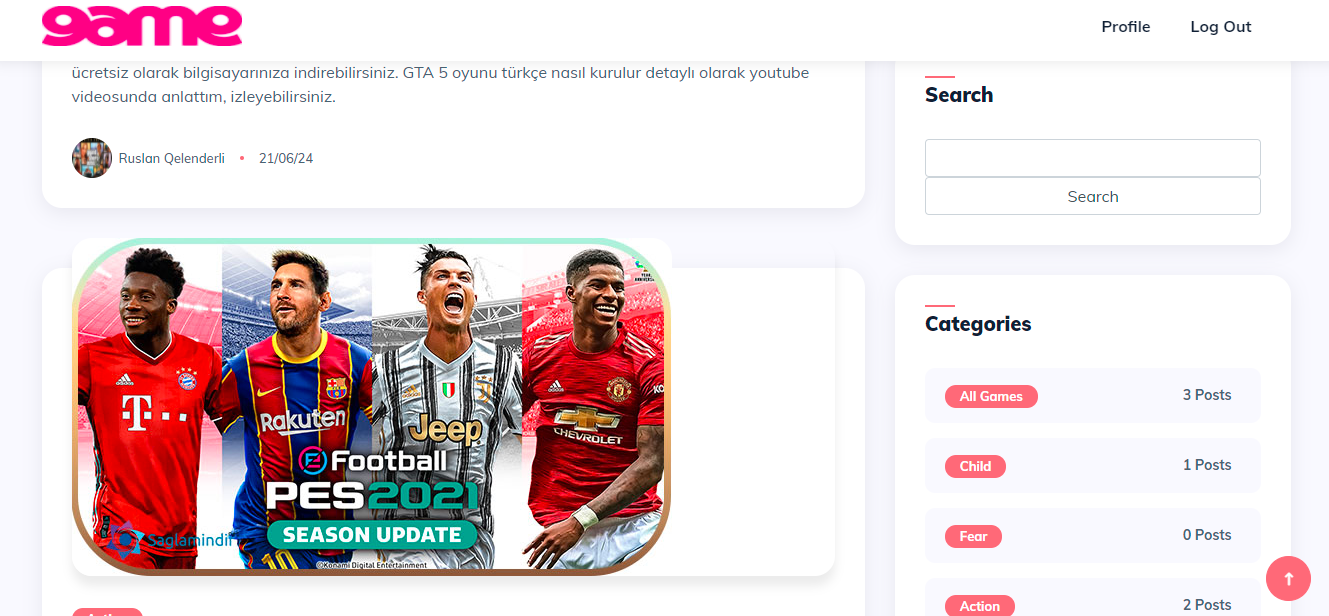 game
Profile
Log Out
ücretsiz olarak bilgisayarınıza indirebilirsiniz. GTA 5 oyunu türkçe nasıl kurulur detaylı olarak youtube
videosunda anlattım, izleyebilirsiniz.
Ruslan Qelenderli • 21/06/24
T
Rakuten
Jeep
CHEVROLET
eFootball
PES2021
SEASON UPDATE
Saglamindir
©Konami Digital Entertainment
Search
Search
Categories
All Games 3 Posts
Child 1 Posts
Fear 0 Posts
Action 2 Posts